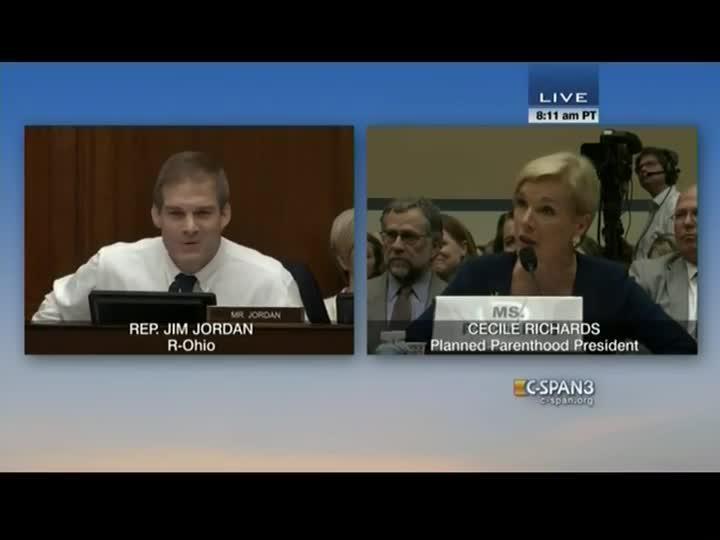 LIVE
8:11 am PT
MR. JORDAN
REP. JIM JORDAN
R-Ohio
MS.
CECILE RICHARDS
Planned Parenthood President
C-SPAN3
c-span.org